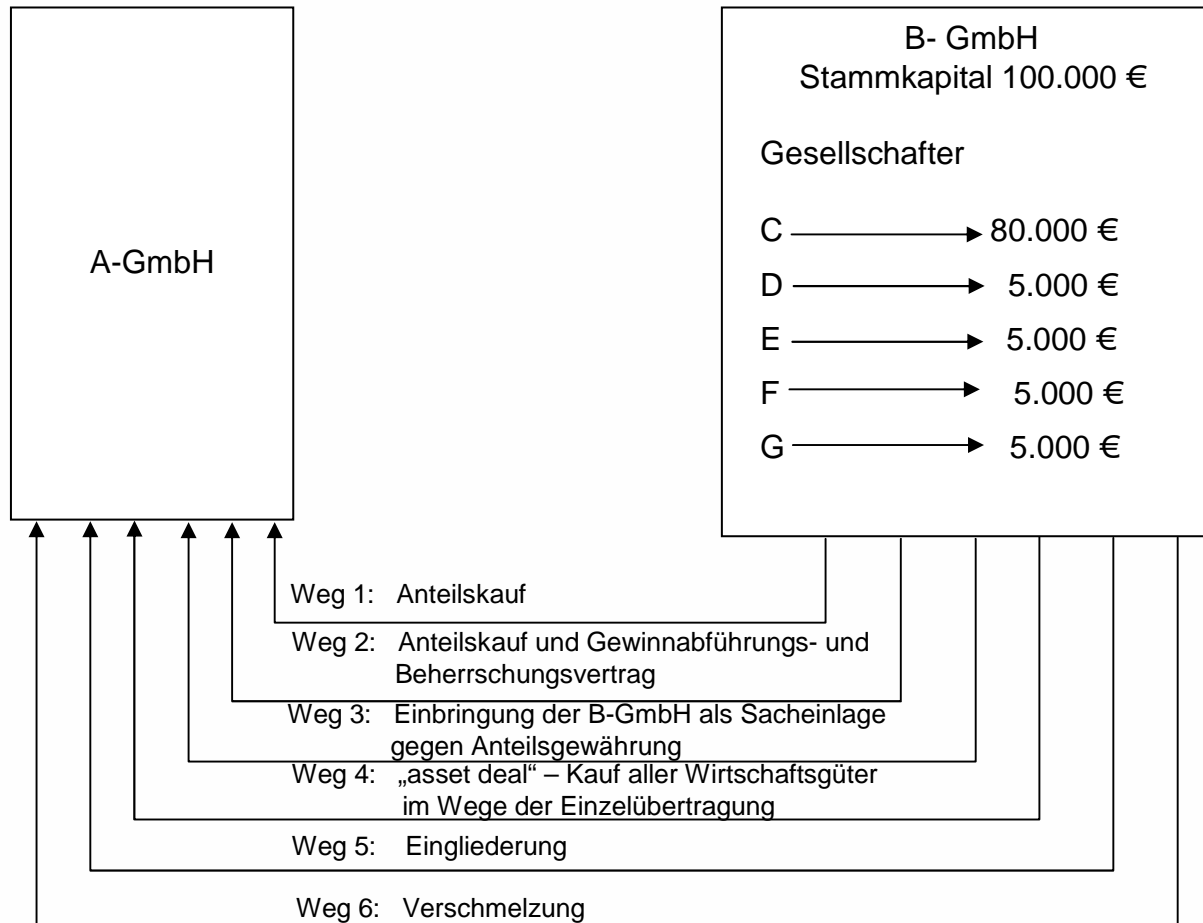 A-GmbH
B- GmbH
Stammkapital 100.000 €
Gesellschafter
C 80.000 €
D 5.000 €
E 5.000 €
F 5.000 €
G 5.000 €
Weg 1: Anteilskauf
Weg 2: Anteilskauf und Gewinnabführungs- und
Beherrschungsvertrag
Weg 3: Einbringung der B-GmbH als Sacheinlage
gegen Anteilsgewährung
Weg 4: „asset deal“ – Kauf aller Wirtschaftsgüter
im Wege der Einzelübertragung
Weg 5: Eingliederung
Weg 6: Verschmelzung